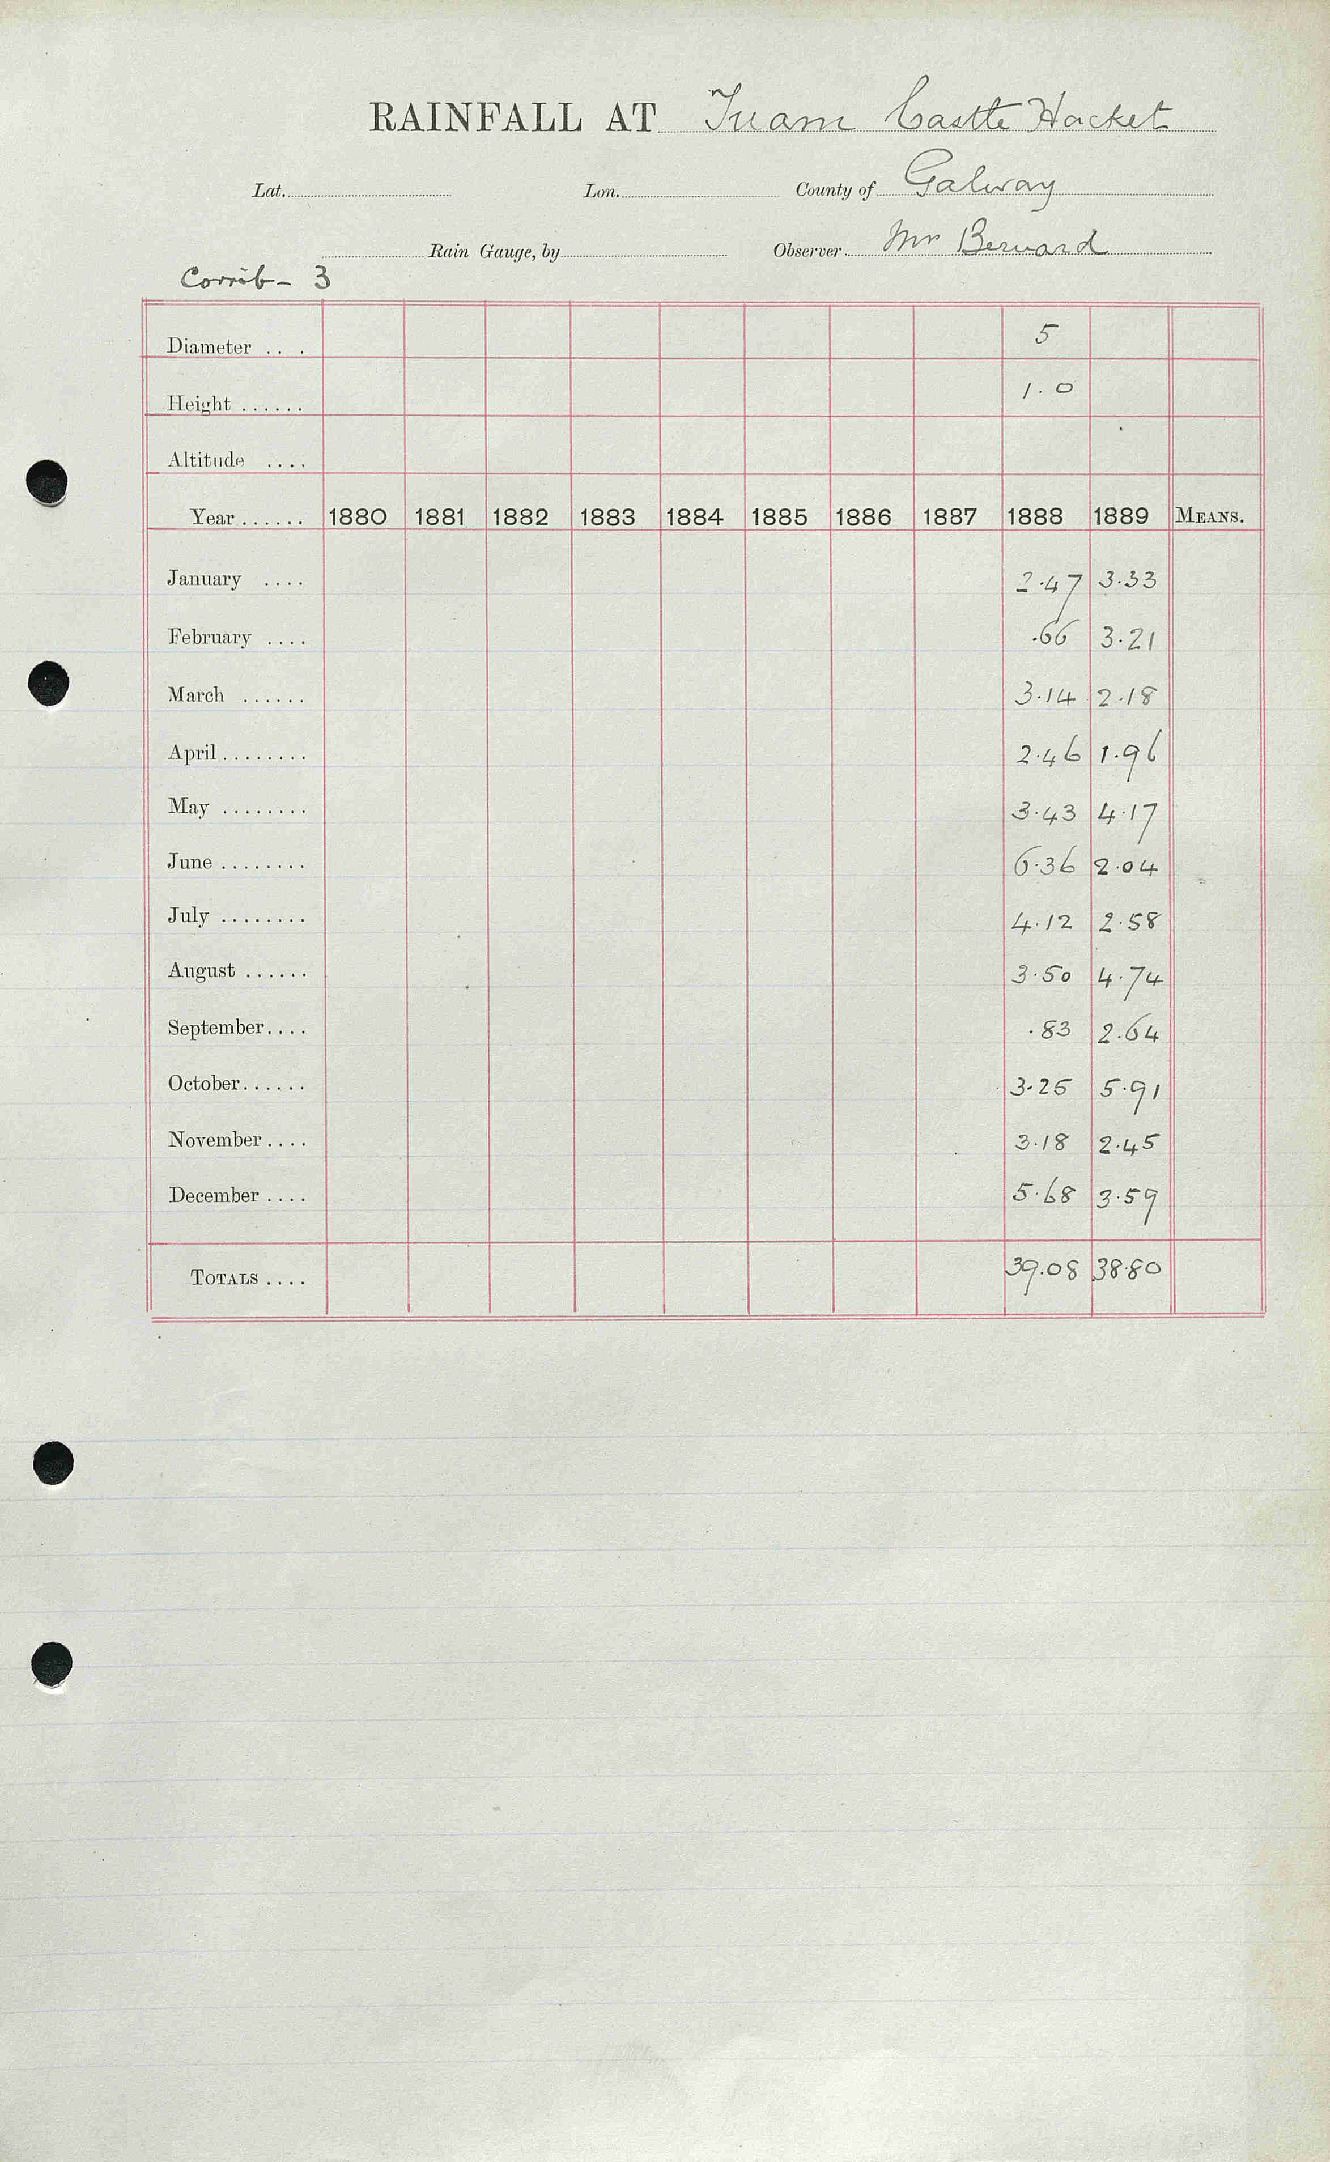 RAINFALL AT Tuam Castle Hacket
Lat. Lon. County of Galway
Rain Gauge, by Observer. Mr Bernard
Corrib - 3
Diameter . . . 5
Height ...... 1.0
Altitude ....
Year...... 1880 1881 1882 1883 1884 1885 1886 1887 1888 1889 MEANS.
January .... 2.47 3.33
February .... .66 3.21
March ...... 3.14 2.18
April........ 2.46 1.96
May ........ 3.43 4.17
June ........ 6.36 2.04
July ........ 4.12 2.58
August ...... 3.50 4.74
September.... .83 2.64
October...... 3.25 5.91
November.... 3.18 2.45
December .... 5.68 3.59
TOTALS .... 39.08 38.80